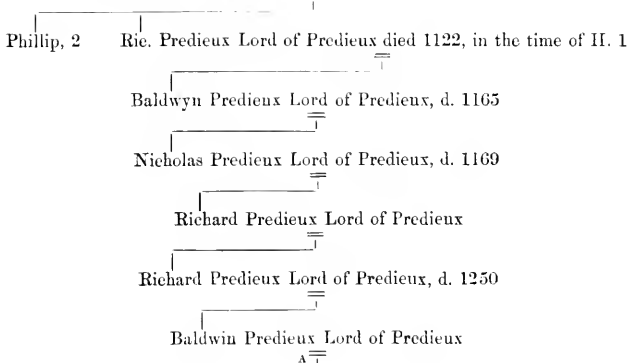 Phillip, 2 Ric. Predieux Lord of Predieux died 1122, in the time of H. 1
Baldwyn Predieux Lord of Predieux, d. 1165
Nicholas Predieux Lord of Predieux, d. 1169
Richard Predieux Lord of Predieux
Richard Predieux Lord of Predieux, d. 1250
Baldwin Predieux Lord of Predieux
A